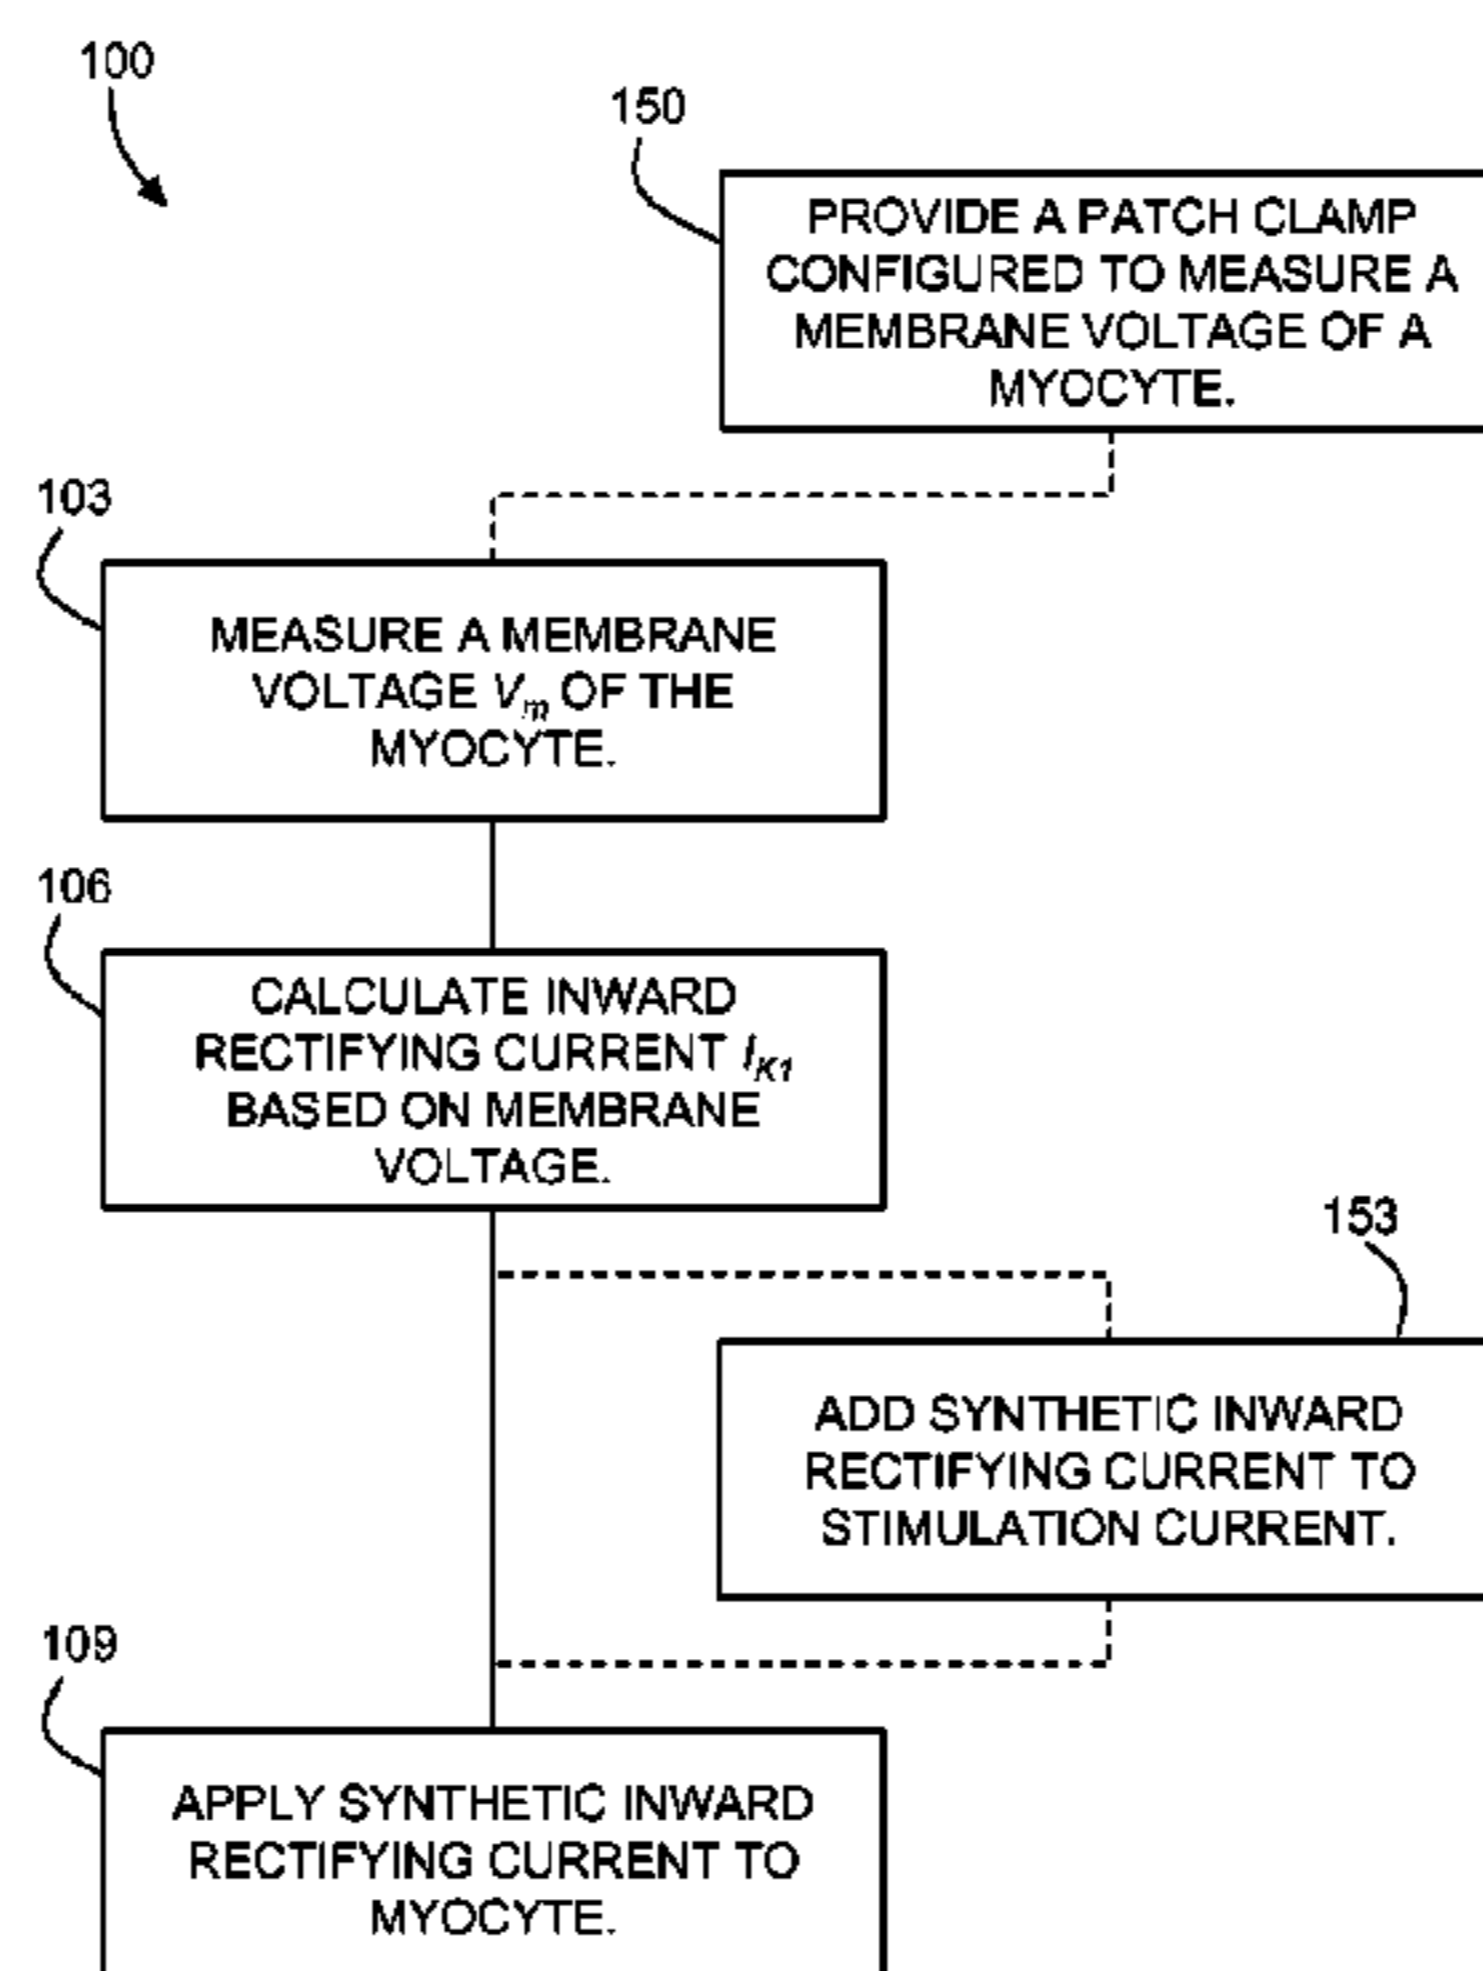 100
150
PROVIDE A PATCH CLAMP
CONFIGURED TO MEASURE A
MEMBRANE VOLTAGE OF A
MYOCYTE.
103
MEASURE A MEMBRANE
VOLTAGE Vm OF THE
MYOCYTE.
106
CALCULATE INWARD
RECTIFYING CURRENT IK1
BASED ON MEMBRANE
VOLTAGE.
153
ADD SYNTHETIC INWARD
RECTIFYING CURRENT TO
STIMULATION CURRENT.
109
APPLY SYNTHETIC INWARD
RECTIFYING CURRENT TO
MYOCYTE.